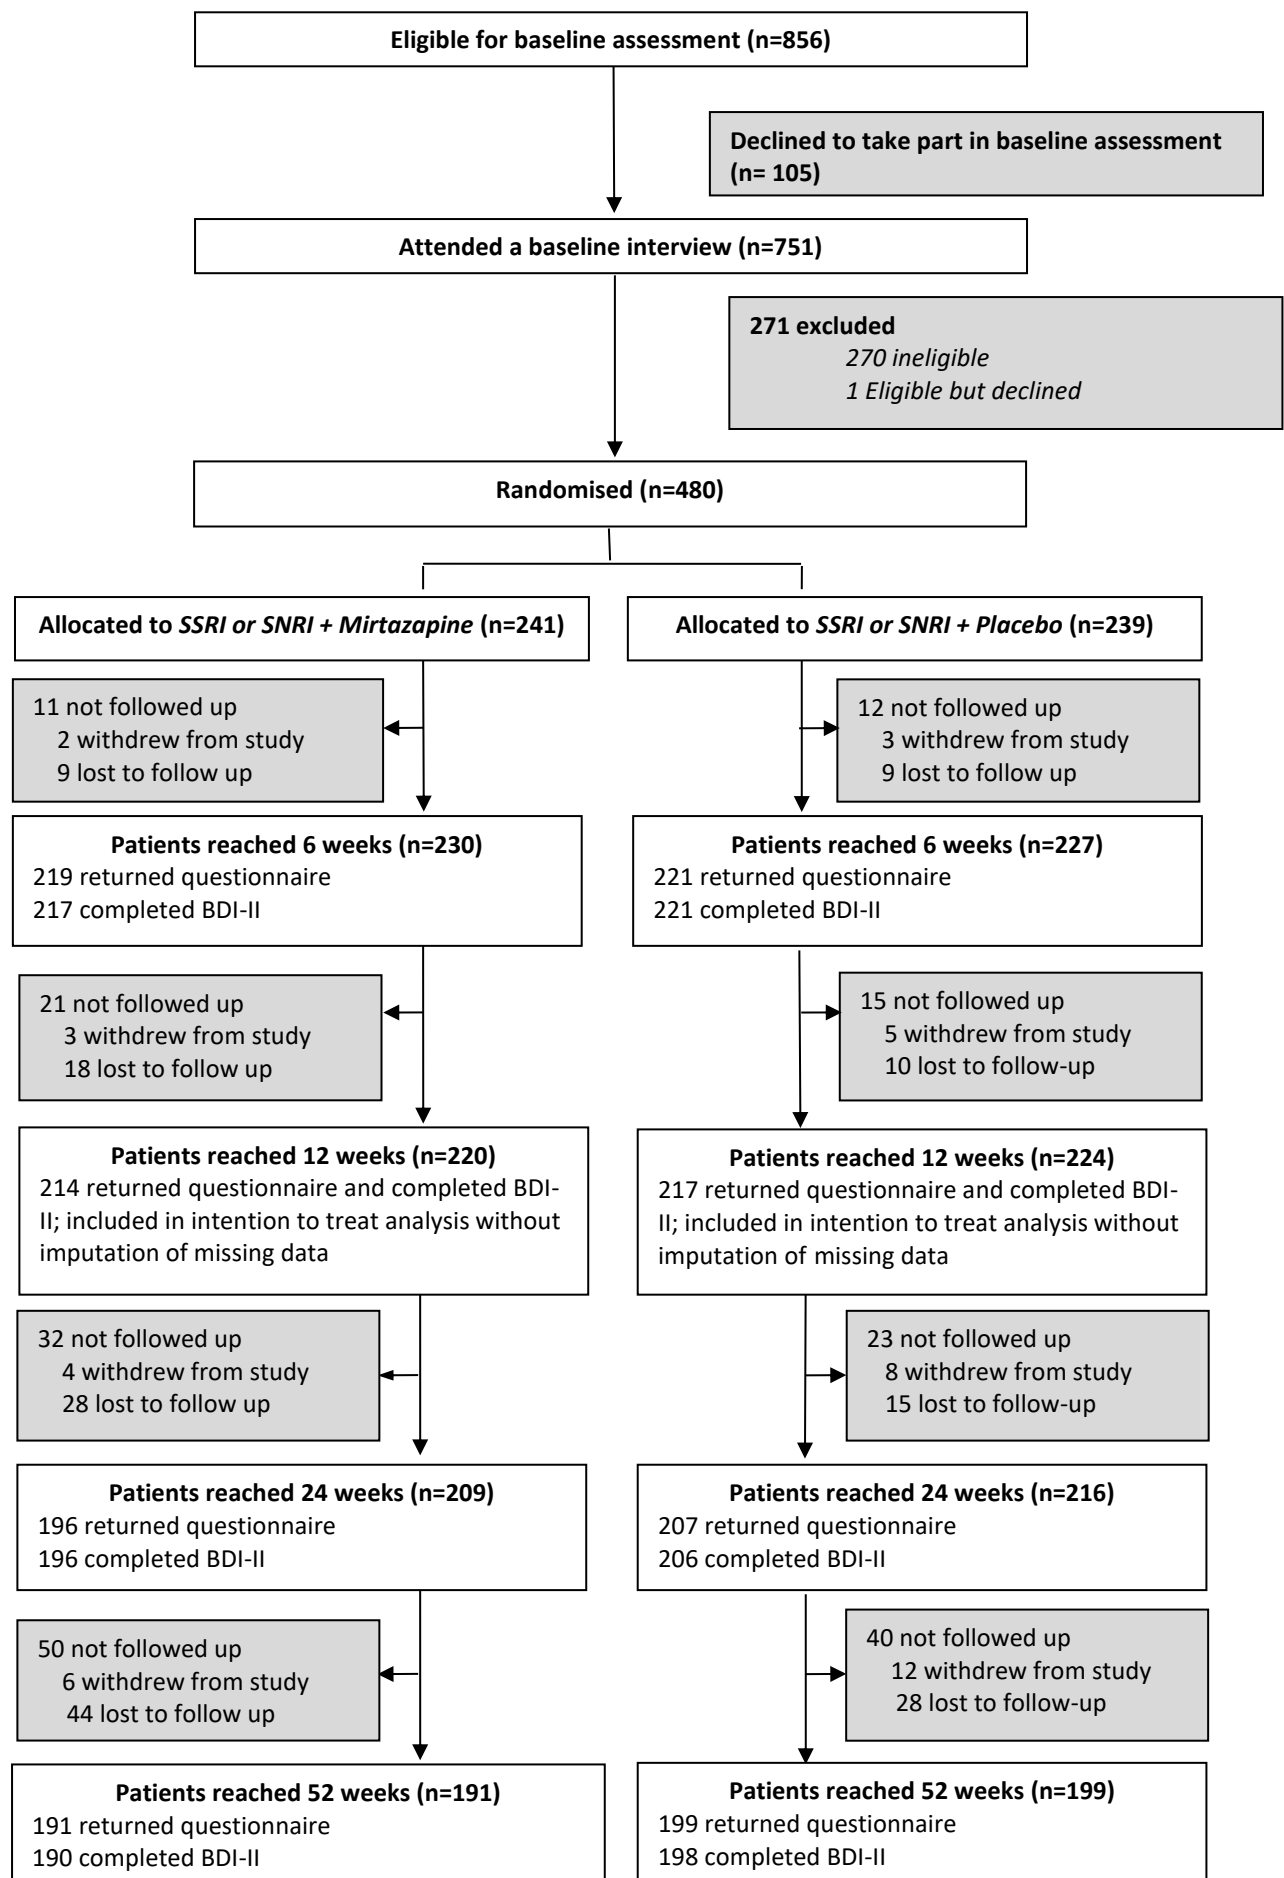 Eligible for baseline assessment (n=856)
Declined to take part in baseline assessment
(n= 105)
Attended a baseline interview (n=751)
271 excluded
270 ineligible
1 Eligible but declined
Randomised (n=480)
Allocated to SSRI or SNRI + Mirtazapine (n=241)
Allocated to SSRI or SNRI + Placebo (n=239)
11 not followed up
2 withdrew from study
9 lost to follow up
12 not followed up
3 withdrew from study
9 lost to follow up
Patients reached 6 weeks (n=230)
219 returned questionnaire
217 completed BDI-II
Patients reached 6 weeks (n=227)
221 returned questionnaire
221 completed BDI-II
21 not followed up
3 withdrew from study
18 lost to follow up
15 not followed up
5 withdrew from study
10 lost to follow-up
Patients reached 12 weeks (n=220)
214 returned questionnaire and completed BDI-
II; included in intention to treat analysis without
imputation of missing data
Patients reached 12 weeks (n=224)
217 returned questionnaire and completed BDI-
II; included in intention to treat analysis without
imputation of missing data
32 not followed up
4 withdrew from study
28 lost to follow up
23 not followed up
8 withdrew from study
15 lost to follow-up
Patients reached 24 weeks (n=209)
196 returned questionnaire
196 completed BDI-II
Patients reached 24 weeks (n=216)
207 returned questionnaire
206 completed BDI-II
50 not followed up
6 withdrew from study
44 lost to follow up
40 not followed up
12 withdrew from study
28 lost to follow-up
Patients reached 52 weeks (n=191)
191 returned questionnaire
190 completed BDI-II
Patients reached 52 weeks (n=199)
199 returned questionnaire
198 completed BDI-II